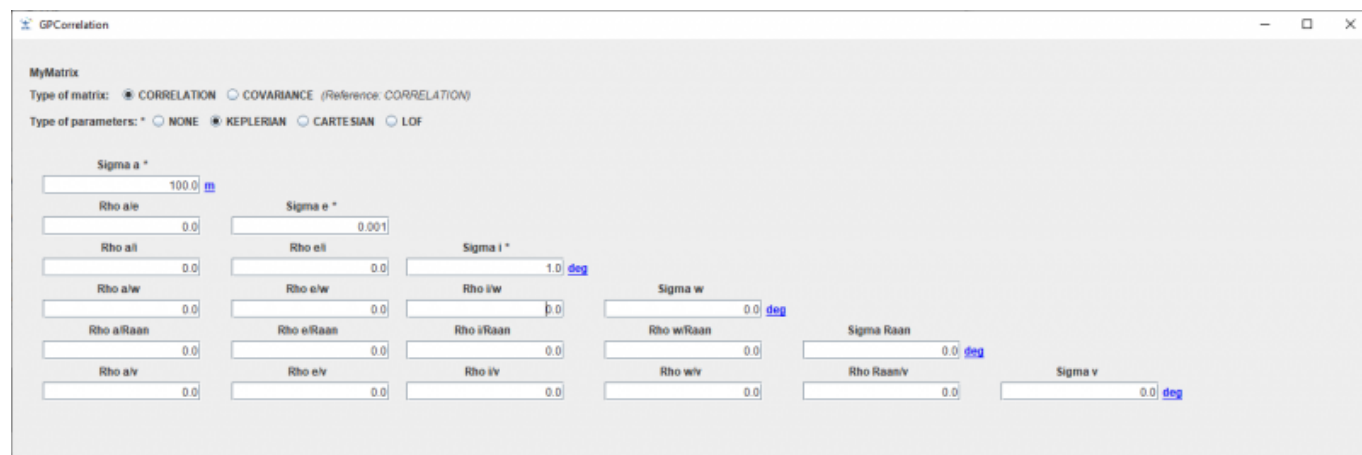 GPCorrelation
MyMatrix
Type of matrix: CORRELATION COVARIANCE (Reference: CORRELATION)
Type of parameters: * NONE KEPLERIAN CARTESIAN LOF
Sigma a *
100.0 m
Rho a/e Sigma e *
0.0 0.001
Rho a/i Rho e/i Sigma i *
0.0 0.0 1.0 deg
Rho a/w Rho e/w Rho i/w Sigma w
0.0 0.0 0.0 0.0 deg
Rho a/Raan Rho e/Raan Rho i/Raan Rho w/Raan Sigma Raan
0.0 0.0 0.0 0.0 0.0 deg
Rho a/v Rho e/v Rho i/v Rho w/v Rho Raan/v Sigma v
0.0 0.0 0.0 0.0 0.0 0.0 deg